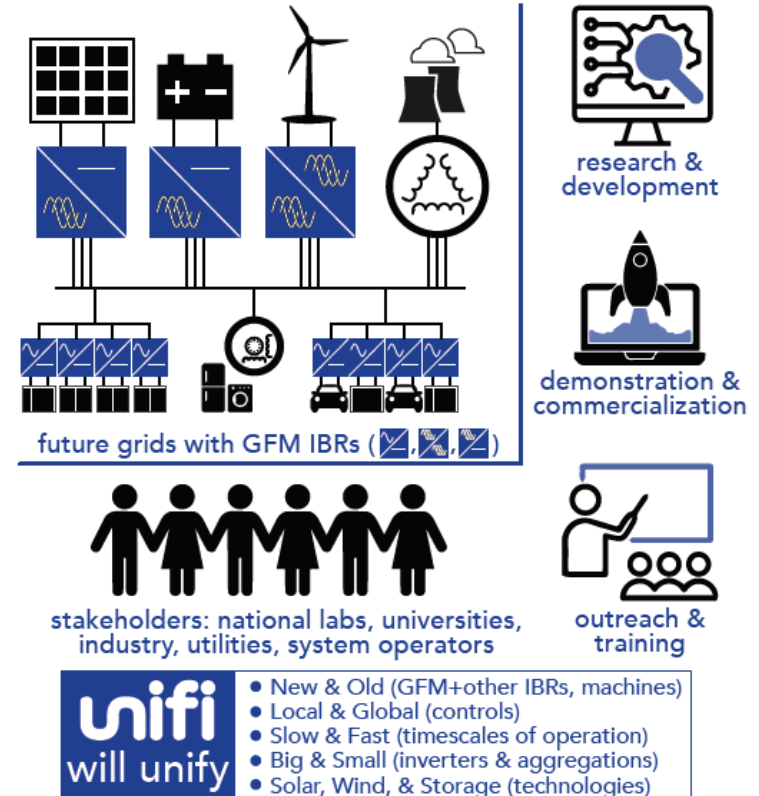 research &
development
demonstration &
commercialization
future grids with GFM IBRs ( , , )
stakeholders: national labs, universities,
industry, utilities, system operators
outreach &
training
unifi
will unify
• New & Old (GFM+other IBRs, machines)
• Local & Global (controls)
• Slow & Fast (timescales of operation)
• Big & Small (inverters & aggregations)
• Solar, Wind, & Storage (technologies)